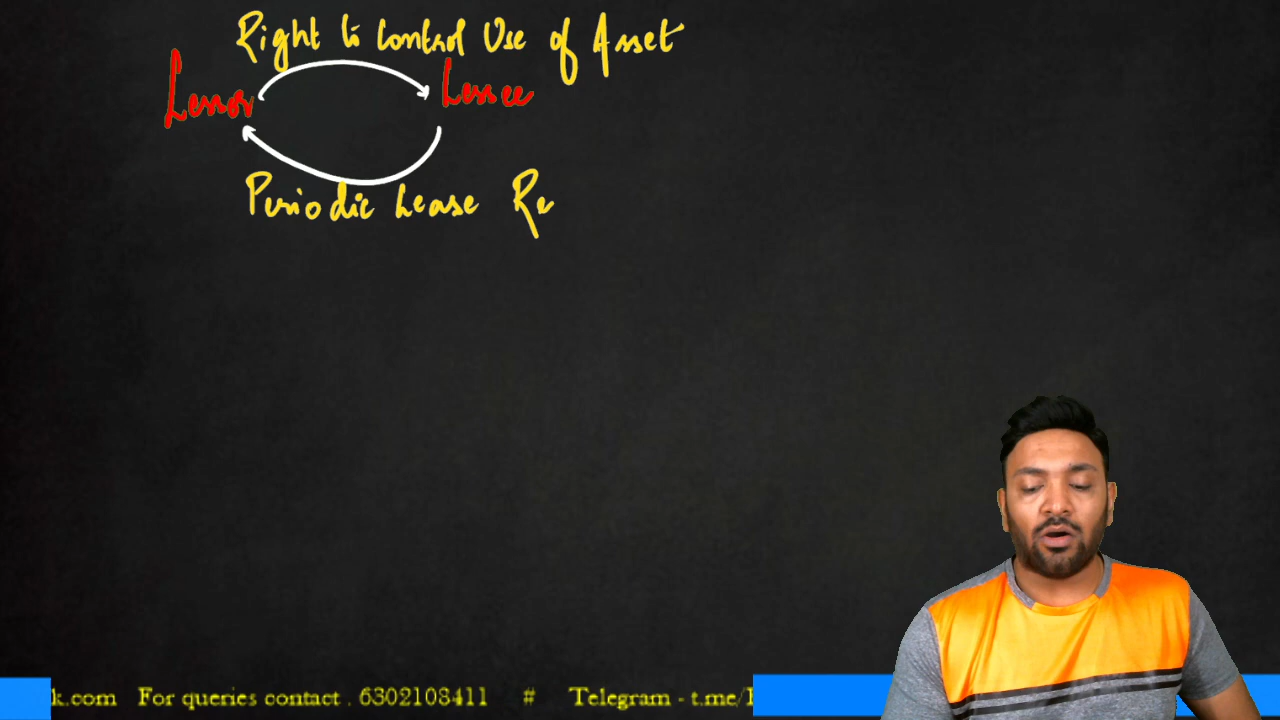 Right to Control Use of Asset
Lessor Lessee
Periodic Lease Re
k.com For queries contact . 6302108411 # Telegram - t.me/